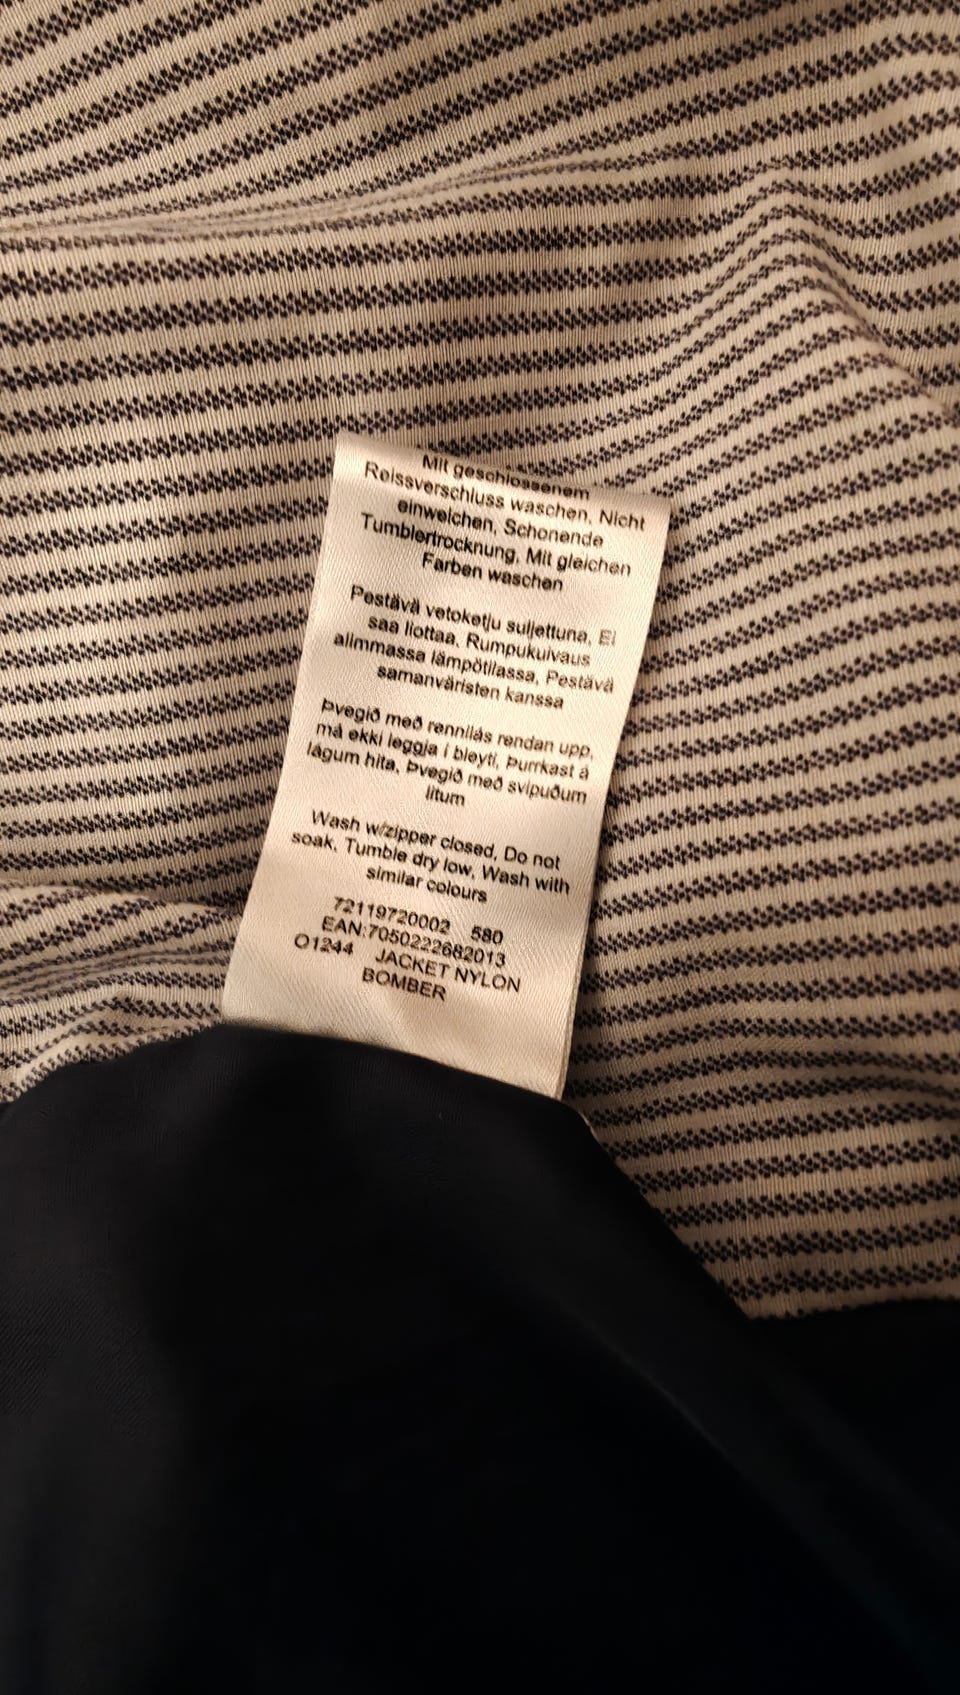 Mit geschlossenem
Reissverschluss waschen, Nicht
einweichen, Schonende
Tumblertrocknung, Mit gleichen
Farben waschen
Pestävä vetoketju suljettuna, Ei
saa liottaa. Rumpukuivaus
alimmassa lämpötilassa, Pestävä
samanväristen kanssa
Þvegið með rennilás rendan upp,
má ekki leggja í bleyti, Þurrkast á
lágum hita, Þvegið með svipuðum
litum
Wash w/zipper closed, Do not
soak, Tumble dry low, Wash with
similar colours
72119720002 580
EAN:7050222682013
O1244 JACKET NYLON
BOMBER